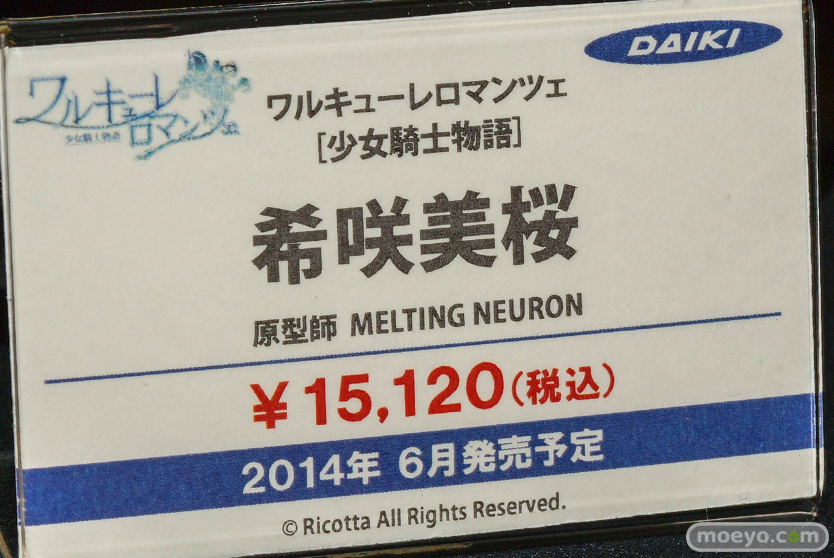 DAIKI
ワルキューレ
ロマンツェ
少女騎士物語
ワルキューレロマンツェ
[少女騎士物語]
希咲美桜
原型師 MELTING NEURON
¥15,120(税込)
2014年 6月発売予定
© Ricotta All Rights Reserved.
moeyo.com